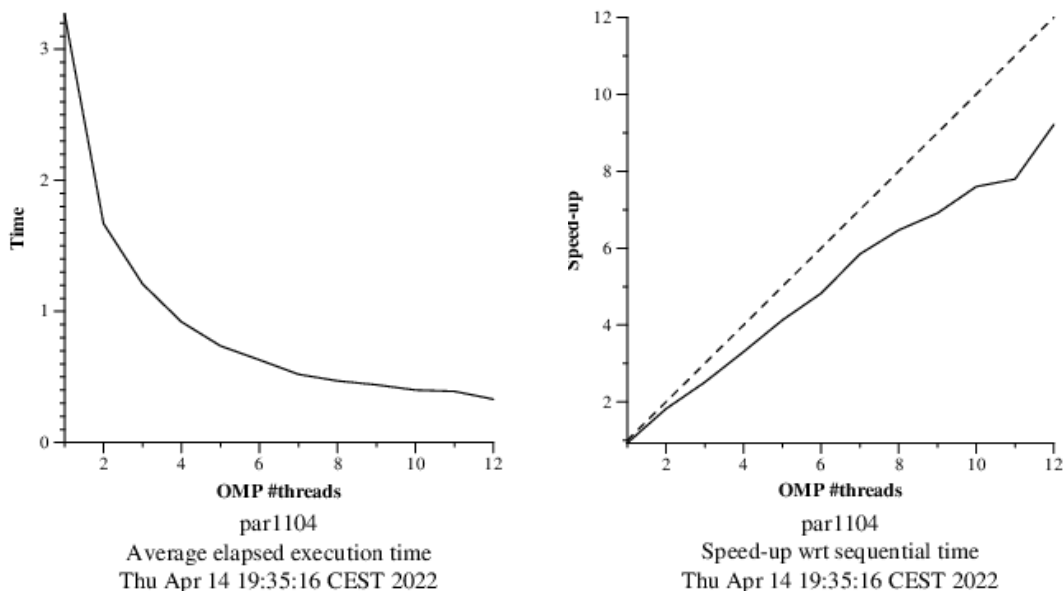 3
2
1
0
Time
2
4
6
8
10
12
OMP #threads
par1104
Average elapsed execution time
Thu Apr 14 19:35:16 CEST 2022
12
10
8
6
4
2
Speed-up
2
4
6
8
10
12
OMP #threads
par1104
Speed-up wrt sequential time
Thu Apr 14 19:35:16 CEST 2022